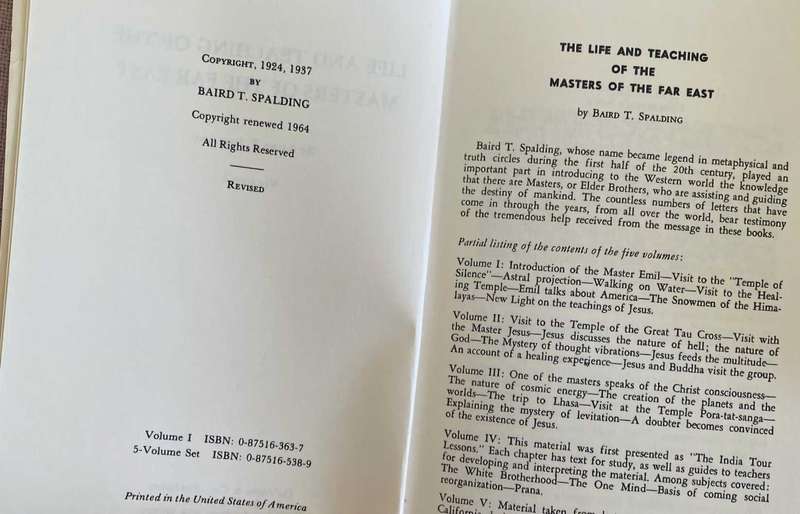 COPYRIGHT, 1924, 1937
BY
BAIRD T. SPALDING
Copyright renewed 1964
All Rights Reserved
REVISED
Volume I ISBN: 0-87516-363-7
5-Volume Set ISBN: 0-87516-538-9
Printed in the United States of America
THE LIFE AND TEACHING
OF THE
MASTERS OF THE FAR EAST
by BAIRD T. SPALDING
Baird T. Spalding, whose name became legend in metaphysical and
truth circles during the first half of the 20th century, played an
important part in introducing to the Western world the knowledge
that there are Masters, or Elder Brothers, who are assisting and guiding
the destiny of mankind. The countless numbers of letters that have
come in through the years, from all over the world, bear testimony
of the tremendous help received from the message in these books.
Partial listing of the contents of the five volumes:
Volume I: Introduction of the Master Emil—Visit to the "Temple of
Silence"—Astral projection—Walking on Water—Visit to the Heal-
ing Temple—Emil talks about America—The Snowmen of the Hima-
layas—New Light on the teachings of Jesus.
Volume II: Visit to the Temple of the Great Tau Cross—Visit with
the Master Jesus—Jesus discusses the nature of hell; the nature of
God—The Mystery of thought vibrations—Jesus feeds the multitude—
An account of a healing experience—Jesus and Buddha visit the group.
Volume III: One of the masters speaks of the Christ consciousness—
The nature of cosmic energy—The creation of the planets and the
worlds—The trip to Lhasa—Visit at the Temple Pora-tat-sanga—
Explaining the mystery of levitation—A doubter becomes convinced
of the existence of Jesus.
Volume IV: This material was first presented as "The India Tour
Lessons." Each chapter has text for study, as well as guides to teachers
for developing and interpreting the material. Among subjects covered:
The White Brotherhood—The One Mind—Basis of coming social
reorganization—Prana.
Volume V: Material taken